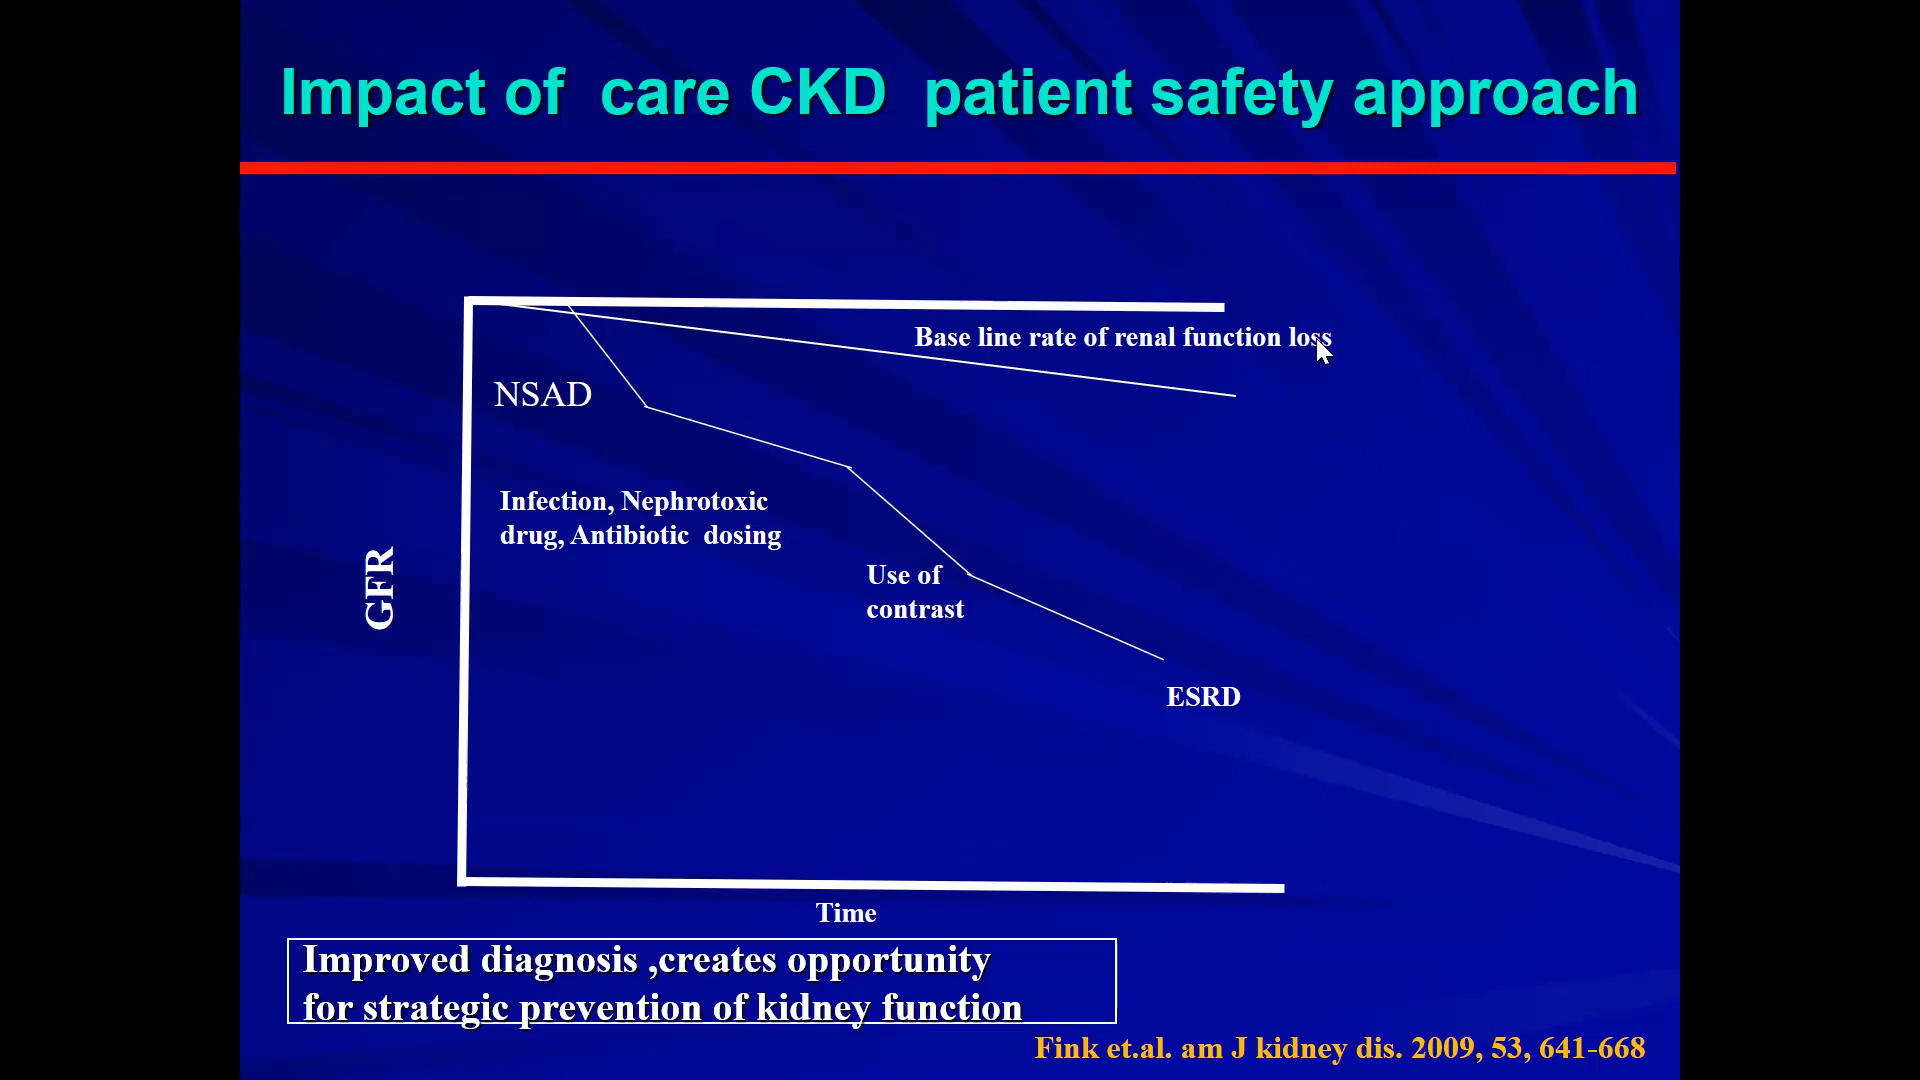 Impact of care CKD patient safety approach
Base line rate of renal function loss
NSAD
Infection, Nephrotoxic
drug, Antibiotic dosing
Use of
contrast
GFR
ESRD
Time
Improved diagnosis ,creates opportunity
for strategic prevention of kidney function
Fink et.al. am J kidney dis. 2009, 53, 641-668